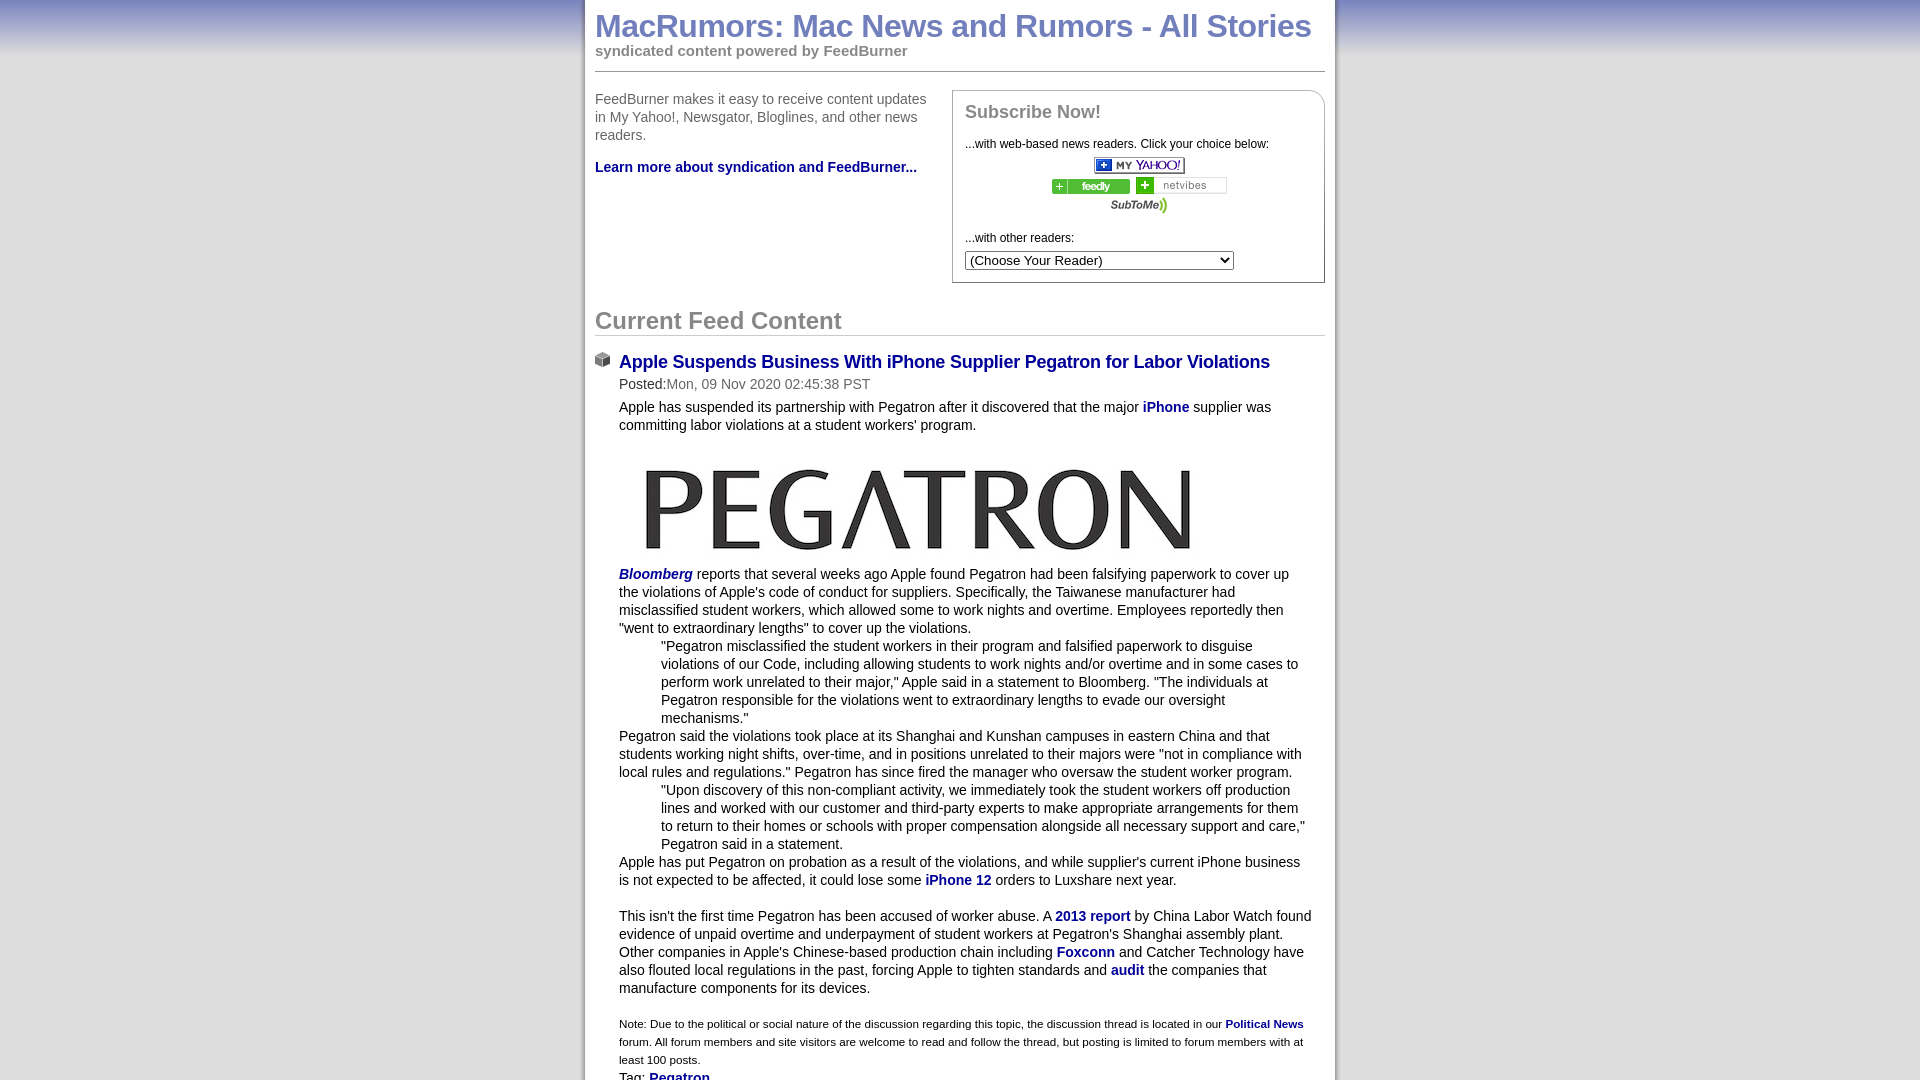 MacRumors: Mac News and Rumors - All Stories
syndicated content powered by FeedBurner
FeedBurner makes it easy to receive content updates
in My Yahoo!, Newsgator, Bloglines, and other news
readers.
Learn more about syndication and FeedBurner...
Subscribe Now!
...with web-based news readers. Click your choice below:
MY YAHOO!
feedly
netvibes
SubToMe
...with other readers:
(Choose Your Reader)
Current Feed Content
Apple Suspends Business With iPhone Supplier Pegatron for Labor Violations
Posted:Mon, 09 Nov 2020 02:45:38 PST
Apple has suspended its partnership with Pegatron after it discovered that the major iPhone supplier was
committing labor violations at a student workers' program.
PEGATRON
Bloomberg reports that several weeks ago Apple found Pegatron had been falsifying paperwork to cover up
the violations of Apple's code of conduct for suppliers. Specifically, the Taiwanese manufacturer had
misclassified student workers, which allowed some to work nights and overtime. Employees reportedly then
"went to extraordinary lengths" to cover up the violations.
"Pegatron misclassified the student workers in their program and falsified paperwork to disguise
violations of our Code, including allowing students to work nights and/or overtime and in some cases to
perform work unrelated to their major," Apple said in a statement to Bloomberg. "The individuals at
Pegatron responsible for the violations went to extraordinary lengths to evade our oversight
mechanisms."
Pegatron said the violations took place at its Shanghai and Kunshan campuses in eastern China and that
students working night shifts, over-time, and in positions unrelated to their majors were "not in compliance with
local rules and regulations." Pegatron has since fired the manager who oversaw the student worker program.
"Upon discovery of this non-compliant activity, we immediately took the student workers off production
lines and worked with our customer and third-party experts to make appropriate arrangements for them
to return to their homes or schools with proper compensation alongside all necessary support and care,"
Pegatron said in a statement.
Apple has put Pegatron on probation as a result of the violations, and while supplier's current iPhone business
is not expected to be affected, it could lose some iPhone 12 orders to Luxshare next year.
This isn't the first time Pegatron has been accused of worker abuse. A 2013 report by China Labor Watch found
evidence of unpaid overtime and underpayment of student workers at Pegatron's Shanghai assembly plant.
Other companies in Apple's Chinese-based production chain including Foxconn and Catcher Technology have
also flouted local regulations in the past, forcing Apple to tighten standards and audit the companies that
manufacture components for its devices.
Note: Due to the political or social nature of the discussion regarding this topic, the discussion thread is located in our Political News
forum. All forum members and site visitors are welcome to read and follow the thread, but posting is limited to forum members with at
least 100 posts.
Tag: Pegatron